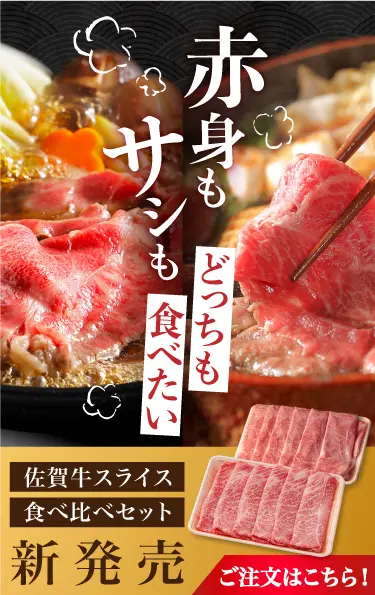 赤身も
サシも
どっちも
食べたい
佐賀牛スライス
食べ比べセット
新発売
ご注文はこちら!